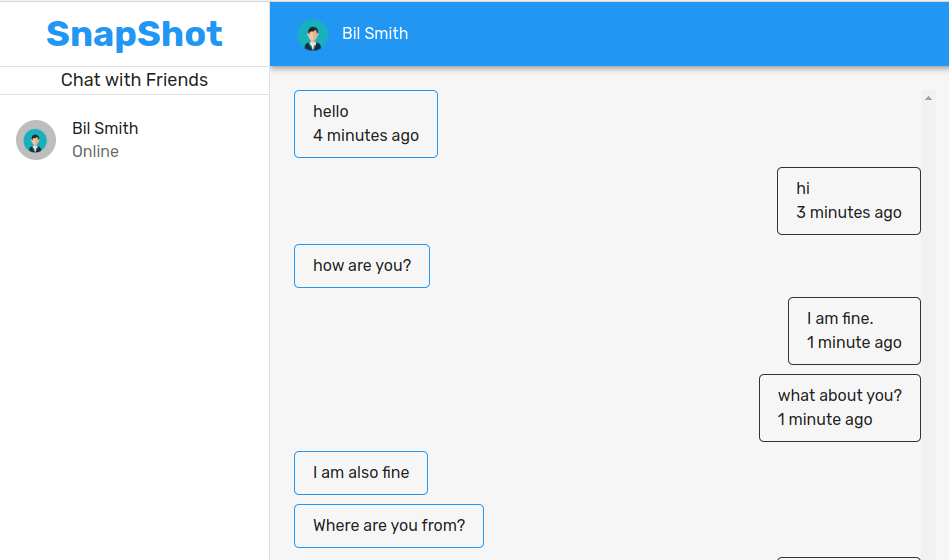 SnapShot
Chat with Friends
Bil Smith
Online
Bil Smith
hello
4 minutes ago
hi
3 minutes ago
how are you?
I am fine.
1 minute ago
what about you?
1 minute ago
I am also fine
Where are you from?